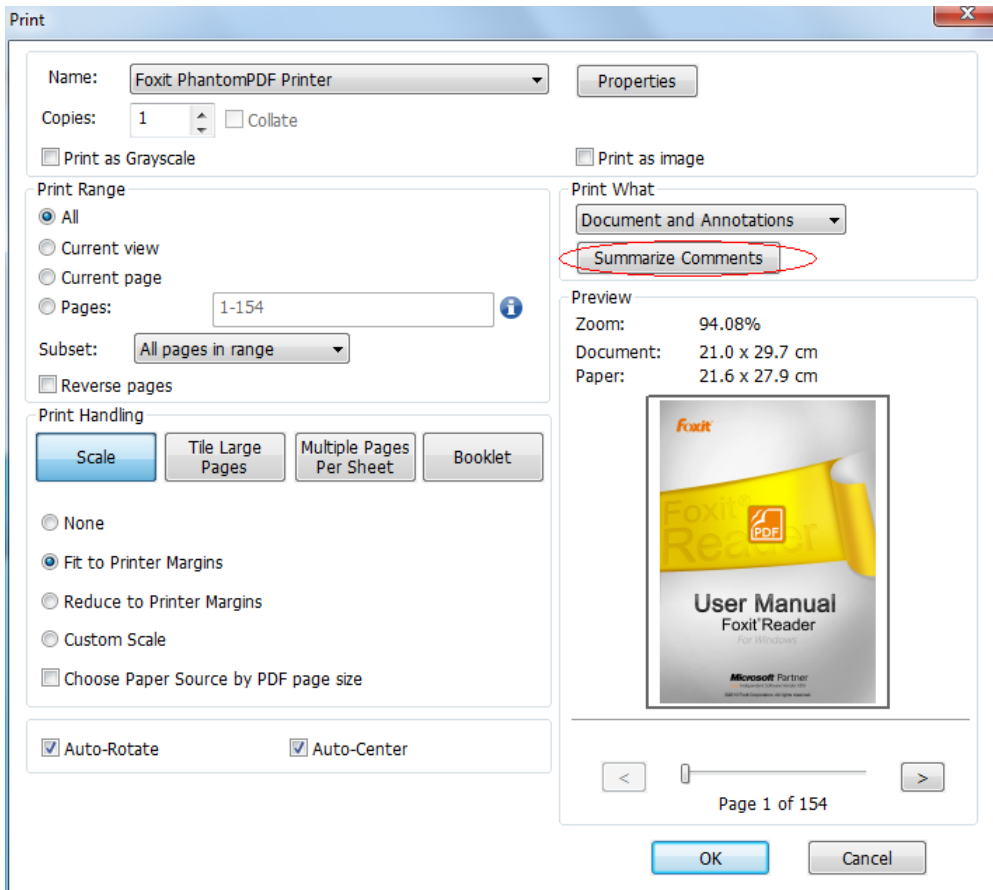 Print
Name: Foxit PhantomPDF Printer Properties
Copies: 1 Collate
Print as Grayscale Print as image
Print Range
All
Current view
Current page
Pages: 1-154
Subset: All pages in range
Reverse pages
Print What
Document and Annotations
Summarize Comments
Print Handling
Scale
Tile Large
Pages
Multiple Pages
Per Sheet
Booklet
None
Fit to Printer Margins
Reduce to Printer Margins
Custom Scale
Choose Paper Source by PDF page size
Auto-Rotate Auto-Center
Preview
Zoom: 94.08%
Document: 21.0 x 29.7 cm
Paper: 21.6 x 27.9 cm
Foxit
Foxit®
Reader
PDF
User Manual
Foxit® Reader
For Windows
Microsoft Partner
< >
Page 1 of 154
OK Cancel